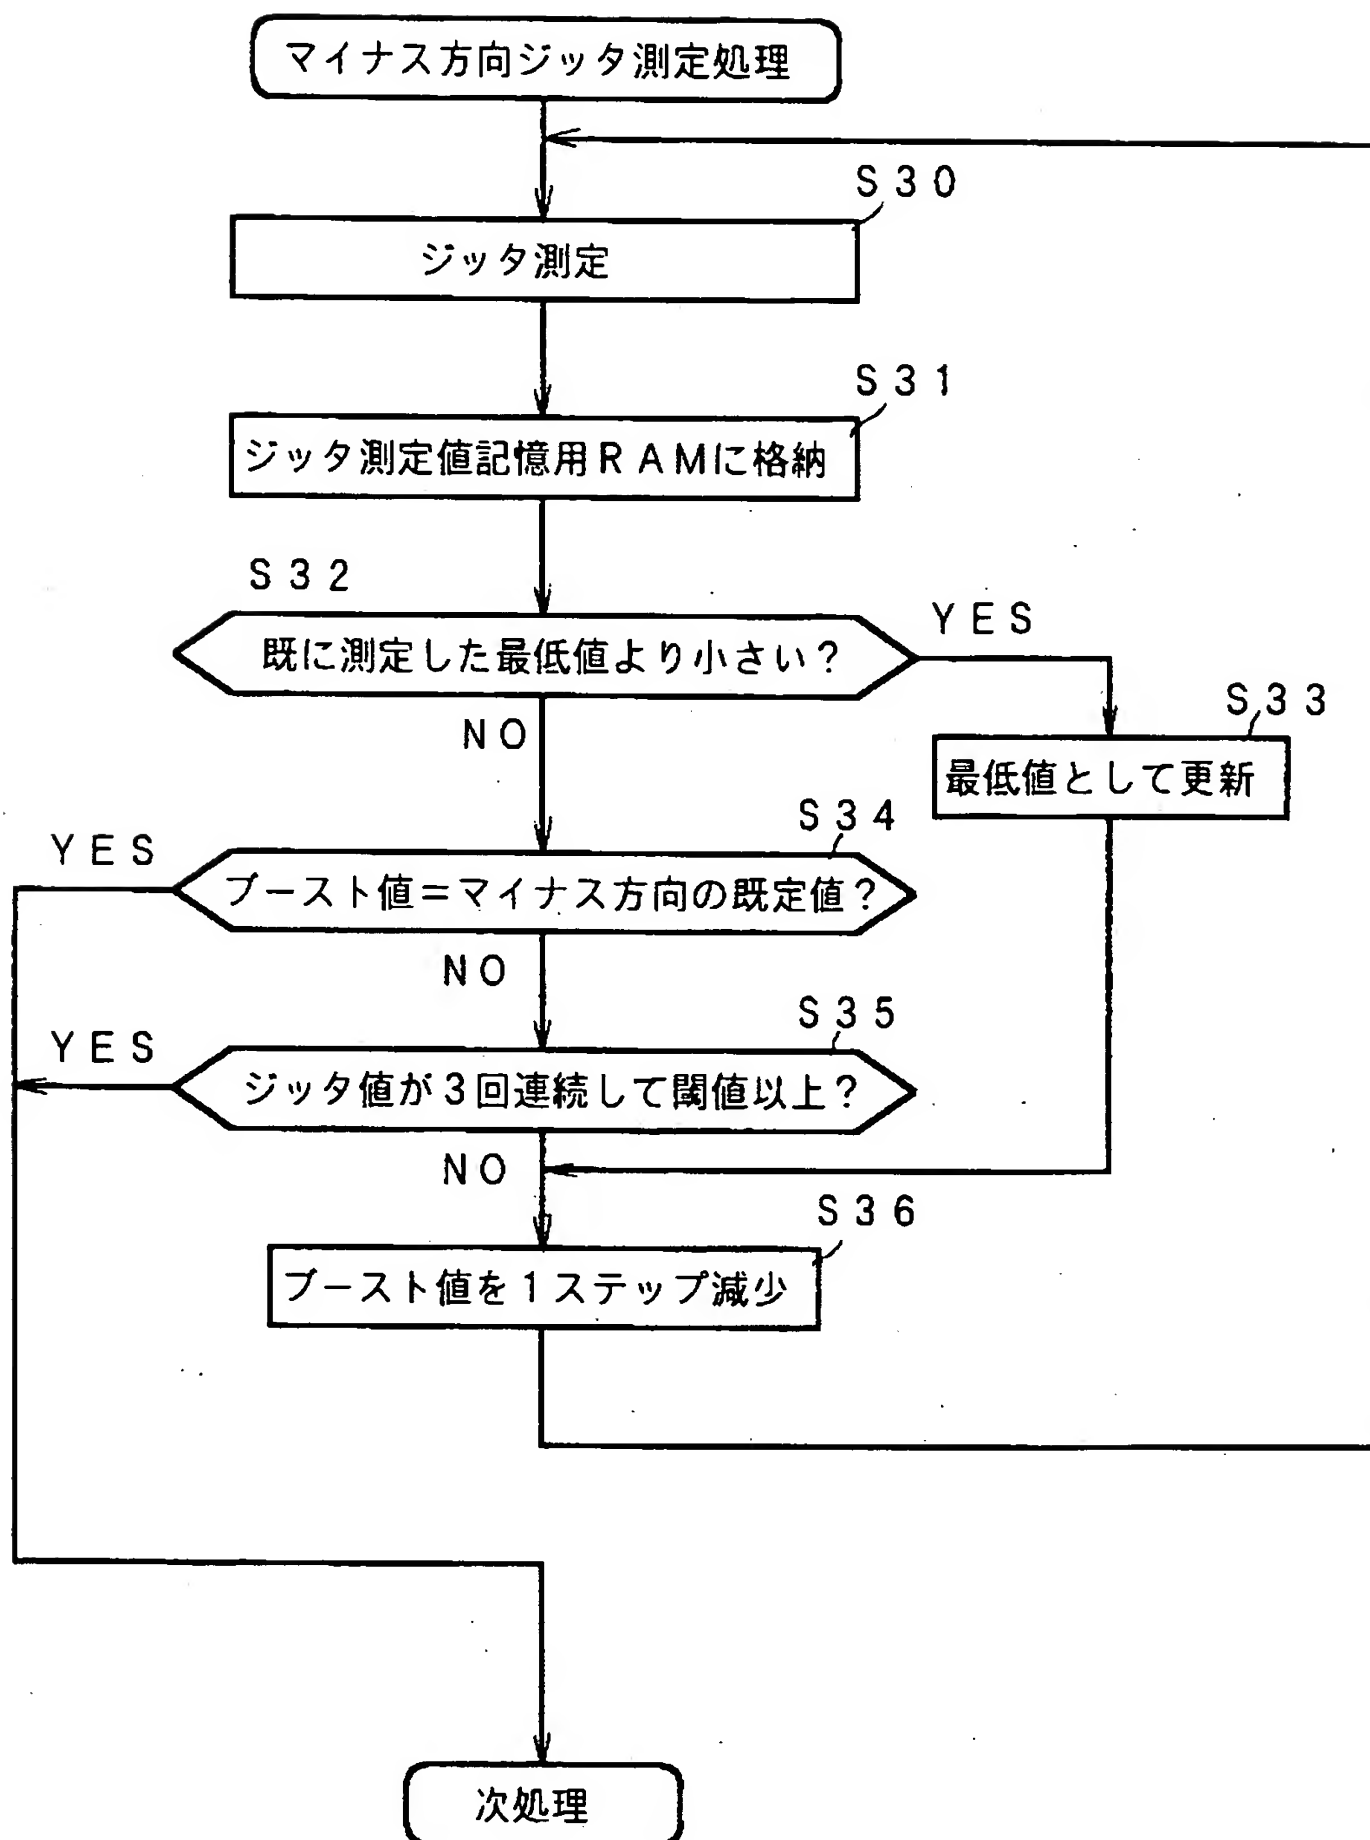 マイナス方向ジッタ測定処理
S30
ジッタ測定
S31
ジッタ測定値記憶用RAMに格納
S32
既に測定した最低値より小さい?
YES
NO
S33
最低値として更新
S34
YES
ブースト値=マイナス方向の既定値?
NO
S35
YES
ジッタ値が3回連続して閾値以上?
NO
S36
ブースト値を1ステップ減少
次処理